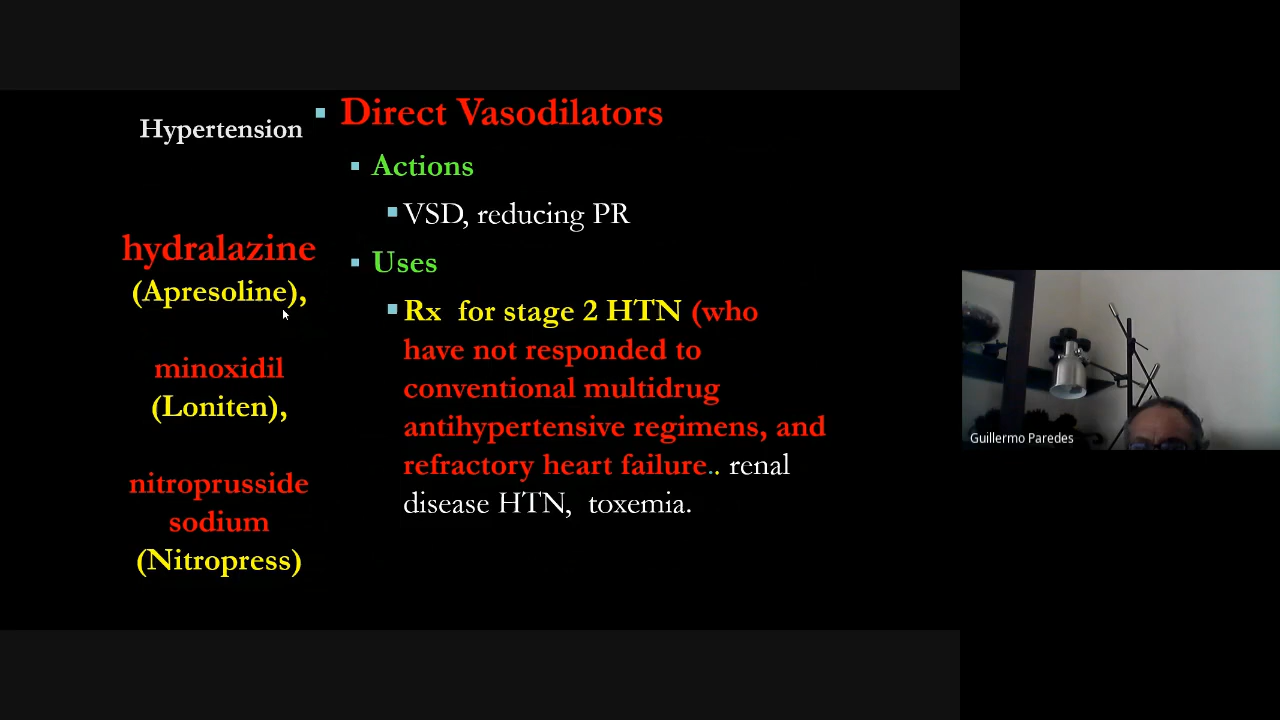 Hypertension
hydralazine
(Apresoline),
minoxidil
(Loniten),
nitroprusside
sodium
(Nitropress)
Direct Vasodilators
Actions
VSD, reducing PR
Uses
Rx for stage 2 HTN (who
have not responded to
conventional multidrug
antihypertensive regimens, and
refractory heart failure.. renal
disease HTN, toxemia.
Guillermo Paredes